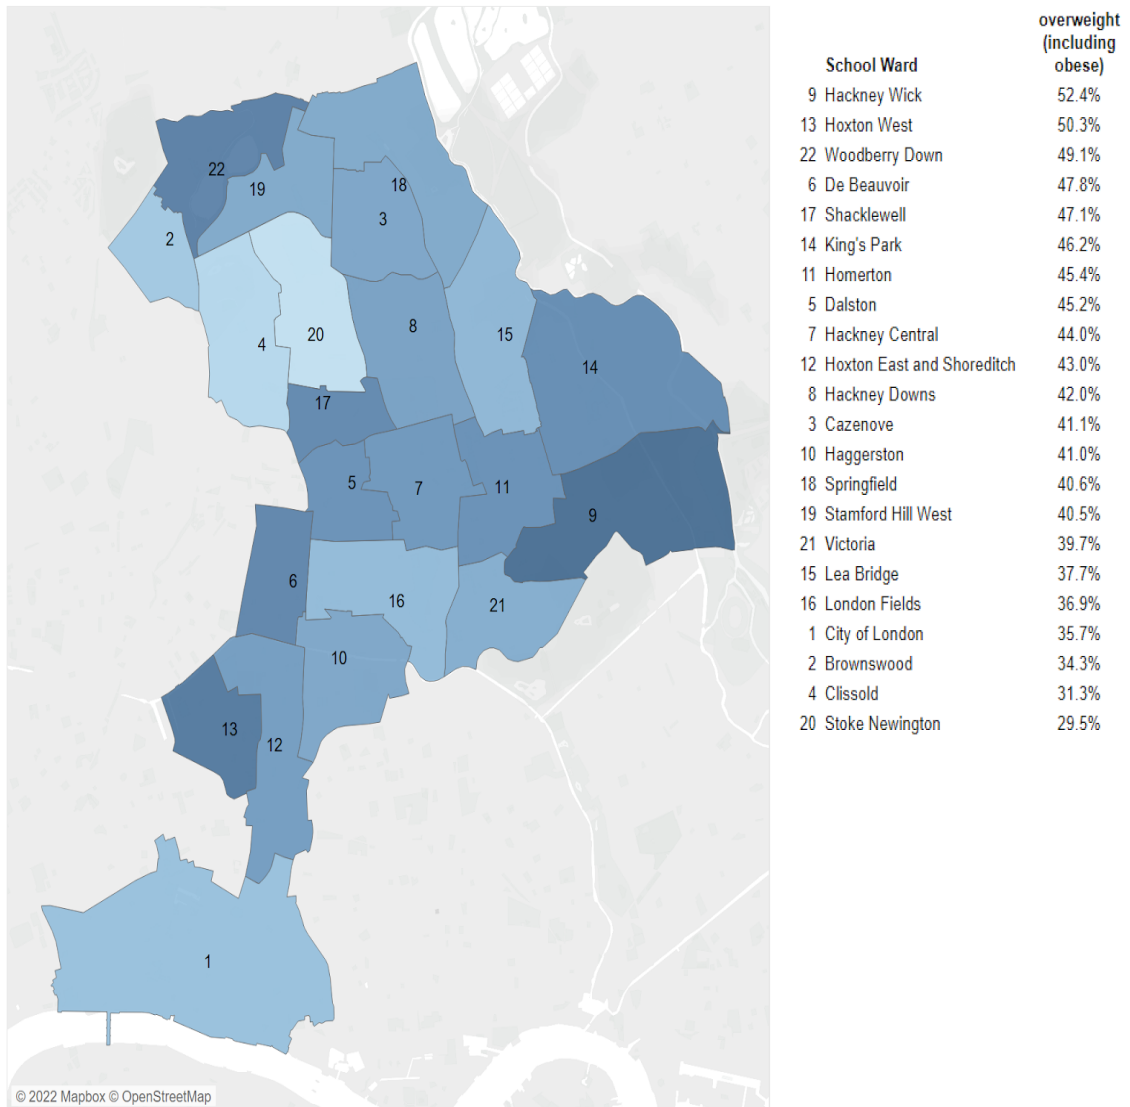 22
19
18
3
2
20
4
8
15
14
17
5
7
11
9
6
16
21
10
13
12
1
© 2022 Mapbox © OpenStreetMap
overweight
(including
School Ward obese)
9 Hackney Wick 52.4%
13 Hoxton West 50.3%
22 Woodberry Down 49.1%
6 De Beauvoir 47.8%
17 Shacklewell 47.1%
14 King's Park 46.2%
11 Homerton 45.4%
5 Dalston 45.2%
7 Hackney Central 44.0%
12 Hoxton East and Shoreditch 43.0%
8 Hackney Downs 42.0%
3 Cazenove 41.1%
10 Haggerston 41.0%
18 Springfield 40.6%
19 Stamford Hill West 40.5%
21 Victoria 39.7%
15 Lea Bridge 37.7%
16 London Fields 36.9%
1 City of London 35.7%
2 Brownswood 34.3%
4 Clissold 31.3%
20 Stoke Newington 29.5%